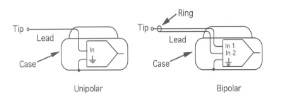 Tip
Lead
In
Case
Unipolar
Ring
Tip
Lead
In 1
In 2
Case
Bipolar